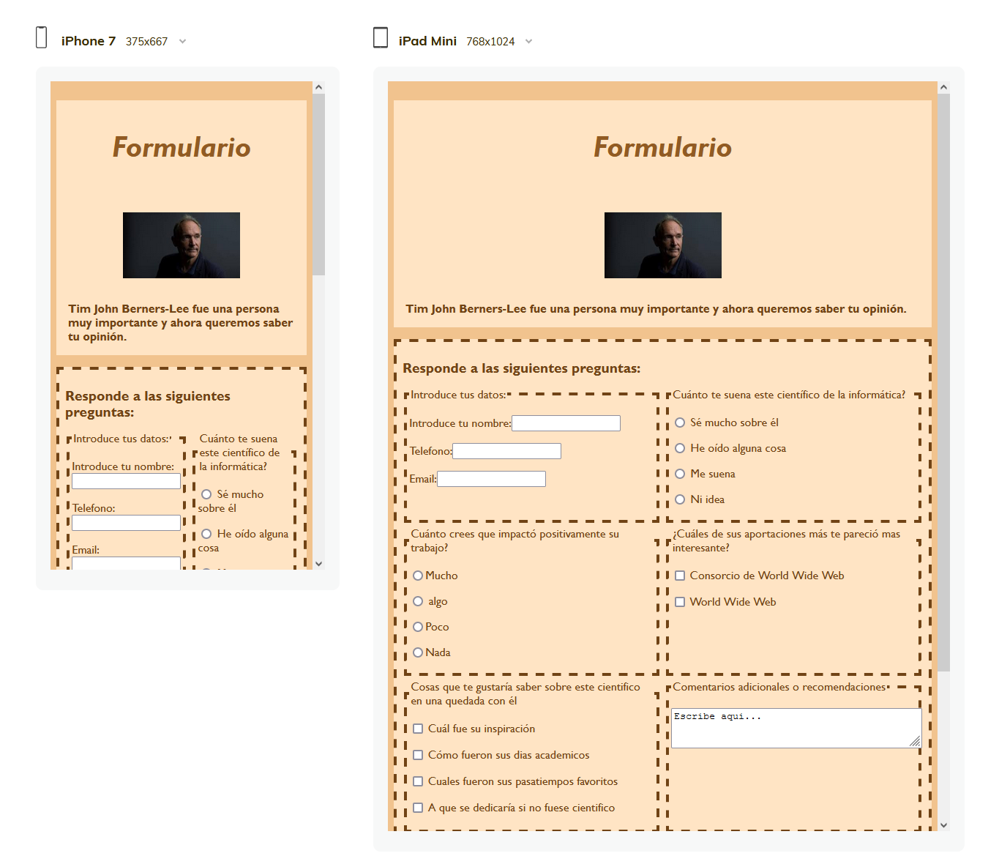 iPhone 7 375x667
Formulario
Tim John Berners-Lee fue una persona
muy importante y ahora queremos saber
tu opinión.
Responde a las siguientes
preguntas:
Introduce tus datos:
Introduce tu nombre:
Telefono:
Email:
Cuánto te suena
este científico de
la informática?
Sé mucho
sobre él
He oído alguna
cosa
iPad Mini 768x1024
Formulario
Tim John Berners-Lee fue una persona muy importante y ahora queremos saber tu opinión.
Responde a las siguientes preguntas:
Introduce tus datos:
Introduce tu nombre:
Telefono:
Email:
Cuánto te suena este científico de la informática?
Sé mucho sobre él
He oído alguna cosa
Me suena
Ni idea
Cuánto crees que impactó positivamente su
trabajo?
Mucho
algo
Poco
Nada
¿Cuáles de sus aportaciones más te pareció mas
interesante?
Consorcio de World Wide Web
World Wide Web
Cosas que te gustaría saber sobre este cientifico
en una quedada con él
Cuál fue su inspiración
Cómo fueron sus dias academicos
Cuales fueron sus pasatiempos favoritos
A que se dedicaría si no fuese cientifico
Comentarios adicionales o recomendaciones
Escribe aqui...